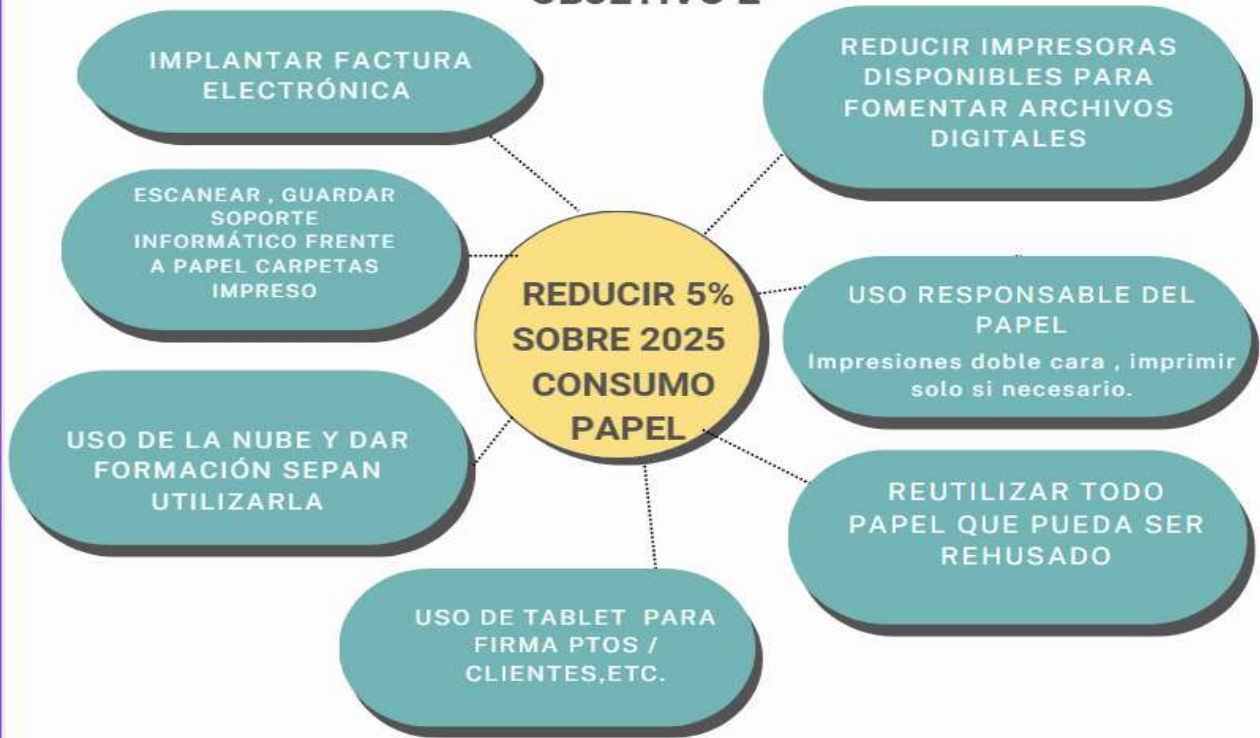 OBJETIVO 2
IMPLANTAR FACTURA
ELECTRÓNICA
REDUCIR IMPRESORAS
DISPONIBLES PARA
FOMENTAR ARCHIVOS
DIGITALES
ESCANEAR , GUARDAR
SOPORTE
INFORMÁTICO FRENTE
A PAPEL CARPETAS
IMPRESO
REDUCIR 5%
SOBRE 2025
CONSUMO
PAPEL
USO RESPONSABLE DEL
PAPEL
Impresiones doble cara , imprimir
solo si necesario.
USO DE LA NUBE Y DAR
FORMACIÓN SEPAN
UTILIZARLA
REUTILIZAR TODO
PAPEL QUE PUEDA SER
REHUSADO
USO DE TABLET PARA
FIRMA PTOS /
CLIENTES,ETC.